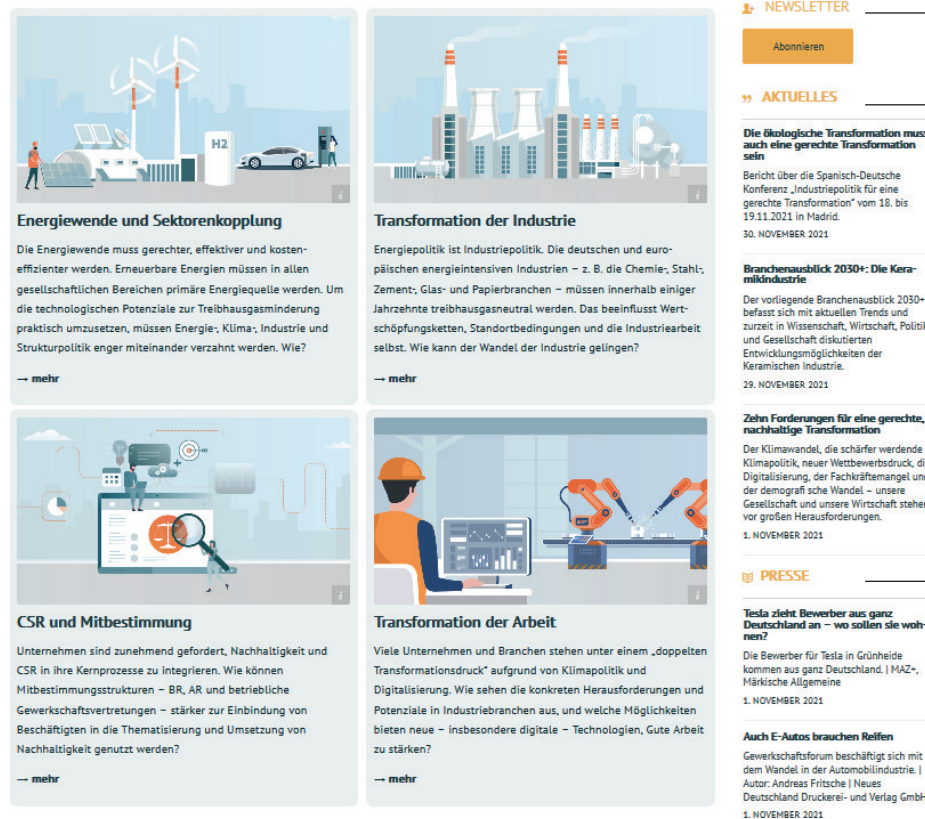 H2
Energiewende und Sektorenkopplung
Die Energiewende muss gerechter, effektiver und kosten-
effizienter werden. Erneuerbare Energien müssen in allen
gesellschaftlichen Bereichen primäre Energiequelle werden. Um
die technologischen Potenziale zur Treibhausgasminderung
praktisch umzusetzen, müssen Energie-, Klima-, Industrie und
Strukturpolitik enger miteinander verzahnt werden. Wie?
→ mehr
Transformation der Industrie
Energiepolitik ist Industriepolitik. Die deutschen und euro-
päischen energieintensiven Industrien – z. B. die Chemie-, Stahl-,
Zement-, Glas- und Papierbranchen – müssen innerhalb einiger
Jahrzehnte treibhausgasneutral werden. Das beeinflusst Wert-
schöpfungsketten, Standortbedingungen und die Industriearbeit
selbst. Wie kann der Wandel der Industrie gelingen?
→ mehr
CSR und Mitbestimmung
Unternehmen sind zunehmend gefordert, Nachhaltigkeit und
CSR in ihre Kernprozesse zu integrieren. Wie können
Mitbestimmungsstrukturen – BR, AR und betriebliche
Gewerkschaftsvertretungen – stärker zur Einbindung von
Beschäftigten in die Thematisierung und Umsetzung von
Nachhaltigkeit genutzt werden?
→ mehr
Transformation der Arbeit
Viele Unternehmen und Branchen stehen unter einem „doppelten
Transformationsdruck“ aufgrund von Klimapolitik und
Digitalisierung. Wie sehen die konkreten Herausforderungen und
Potenziale in Industriebranchen aus, und welche Möglichkeiten
bieten neue – insbesondere digitale – Technologien, Gute Arbeit
zu stärken?
→ mehr
NEWSLETTER
Abonnieren
AKTUELLES
Die ökologische Transformation muss
auch eine gerechte Transformation
sein
Bericht über die Spanisch-Deutsche
Konferenz „Industriepolitik für eine
gerechte Transformation“ vom 18. bis
19.11.2021 in Madrid.
30. NOVEMBER 2021
Branchenausblick 2030+: Die Kera-
mikindustrie
Der vorliegende Branchenausblick 2030+
befasst sich mit aktuellen Trends und
zurzeit in Wissenschaft, Wirtschaft, Politik
und Gesellschaft diskutierten
Entwicklungsmöglichkeiten der
Keramischen Industrie.
29. NOVEMBER 2021
Zehn Forderungen für eine gerechte,
nachhaltige Transformation
Der Klimawandel, die schärfer werdende
Klimapolitik, neuer Wettbewerbsdruck, di
Digitalisierung, der Fachkräftemangel und
der demografi sche Wandel – unsere
Gesellschaft und unsere Wirtschaft stehen
vor großen Herausforderungen.
1. NOVEMBER 2021
PRESSE
Tesla zieht Bewerber aus ganz
Deutschland an – wo sollen sie woh-
nen?
Die Bewerber für Tesla in Grünheide
kommen aus ganz Deutschland. | MAZ+,
Märkische Allgemeine
1. NOVEMBER 2021
Auch E-Autos brauchen Reifen
Gewerkschaftsforum beschäftigt sich mit
dem Wandel in der Automobilindustrie. |
Autor: Andreas Fritsche | Neues
Deutschland Druckerei- und Verlag GmbH
1. NOVEMBER 2021